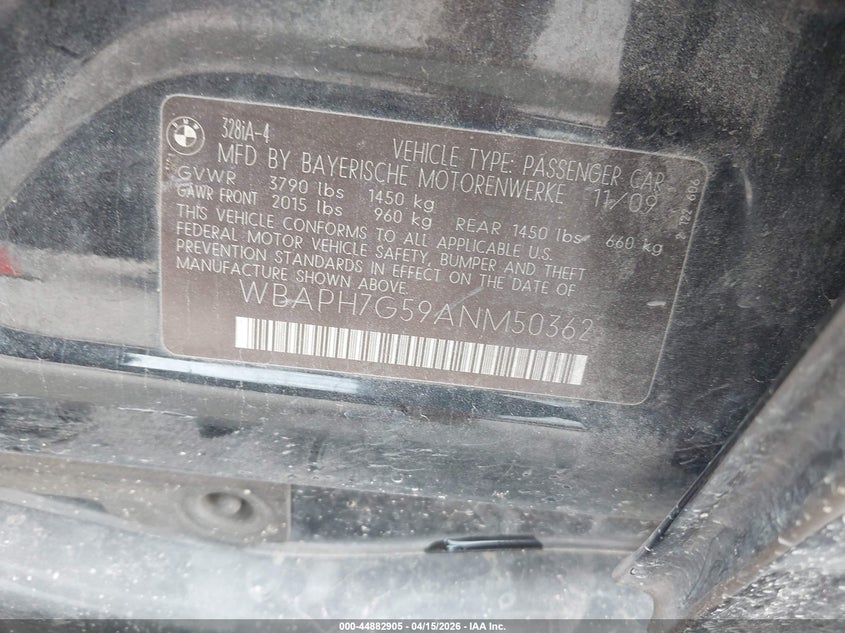 BMW
328iA-4
VEHICLE TYPE: PASSENGER CAR
MFD BY BAYERISCHE MOTORENWERKE 11/09
GVWR 3790 lbs 1450 kg
GAWR FRONT 2015 lbs 960 kg REAR 1450 lbs 660 kg
THIS VEHICLE CONFORMS TO ALL APPLICABLE U.S.
FEDERAL MOTOR VEHICLE SAFETY, BUMPER AND THEFT
PREVENTION STANDARDS IN EFFECT ON THE DATE OF
MANUFACTURE SHOWN ABOVE.
WBAPH7G59ANM50362
000-44882905 - 04/15/2026 - IAA Inc.